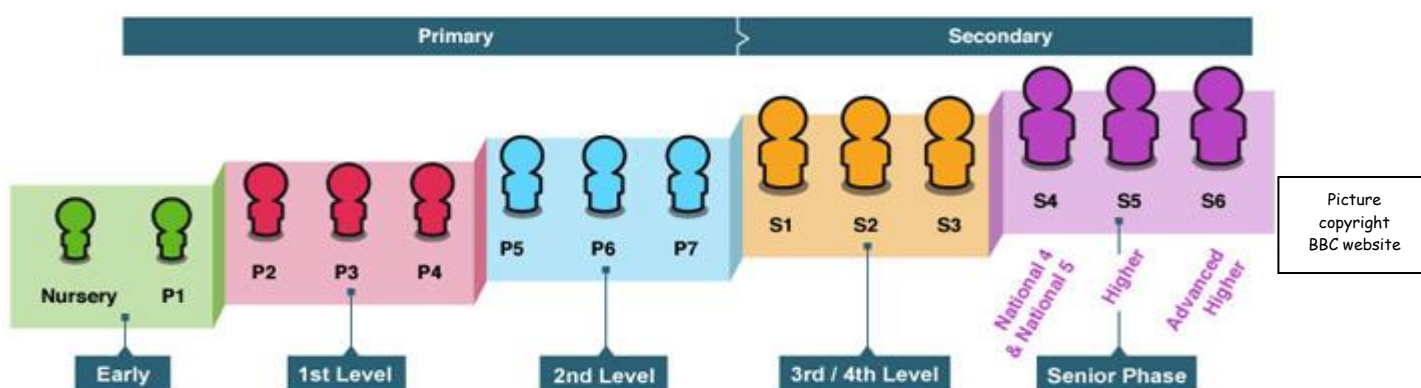 Primary
Secondary
Nursery
P1
P2
P3
P4
P5
P6
P7
S1
S2
S3
S4
S5
S6
National 4
& National 5
Higher
Advanced
Higher
Early
1st Level
2nd Level
3rd / 4th Level
Senior Phase
Picture
copyright
BBC website